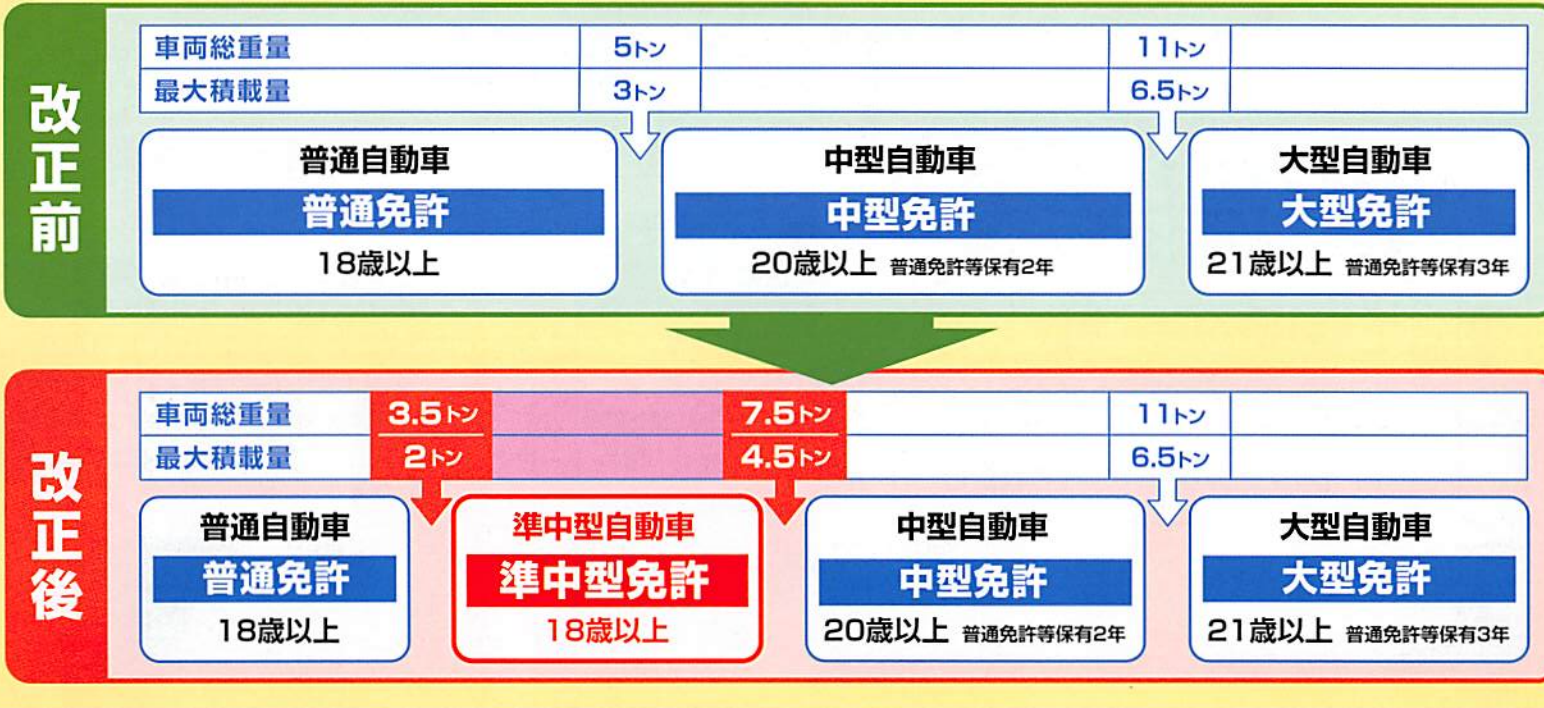 改正前
車両総重量 5トン 11トン
最大積載量 3トン 6.5トン
普通自動車 中型自動車 大型自動車
普通免許 中型免許 大型免許
18歳以上 20歳以上 普通免許等保有2年 21歳以上 普通免許等保有3年
改正後
車両総重量 3.5トン 7.5トン 11トン
最大積載量 2トン 4.5トン 6.5トン
普通自動車 準中型自動車 中型自動車 大型自動車
普通免許 準中型免許 中型免許 大型免許
18歳以上 18歳以上 20歳以上 普通免許等保有2年 21歳以上 普通免許等保有3年